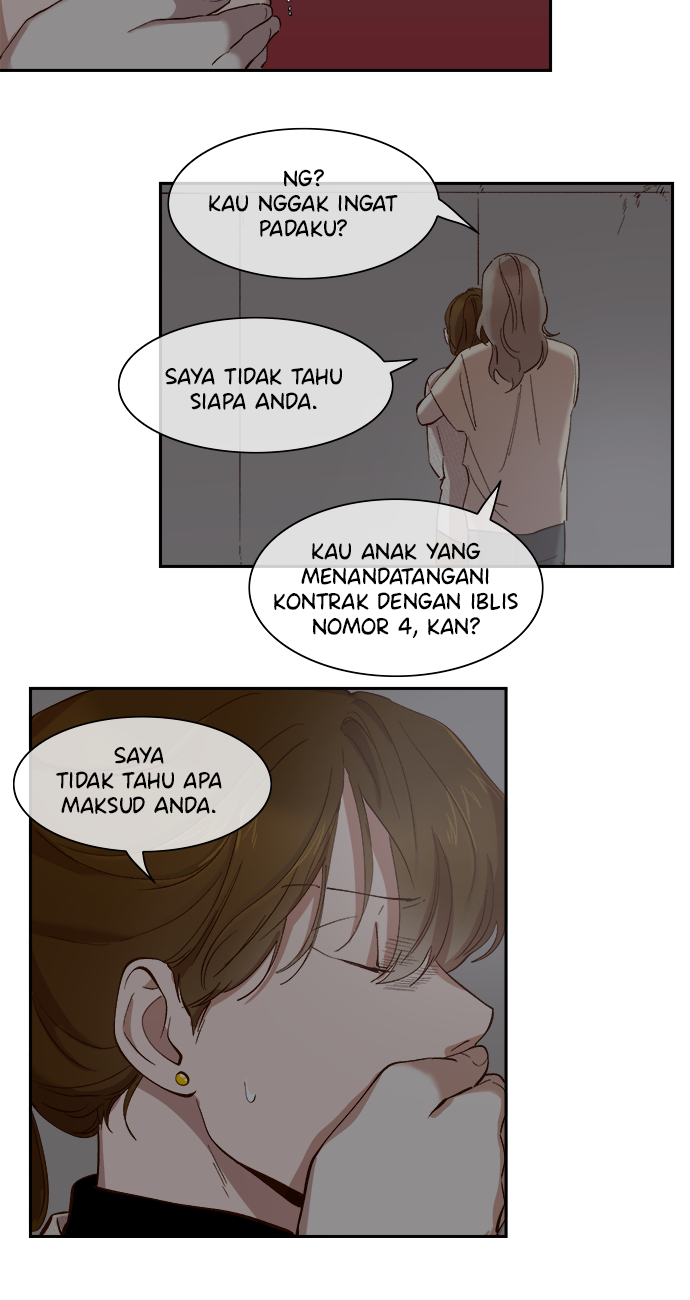 NG?
KAU NGGAK INGAT
PADAKU?
SAYA TIDAK TAHU
SIAPA ANDA.
KAU ANAK YANG
MENANDATANGANI
KONTRAK DENGAN IBLIS
NOMOR 4, KAN?
SAYA
TIDAK TAHU APA
MAKSUD ANDA.